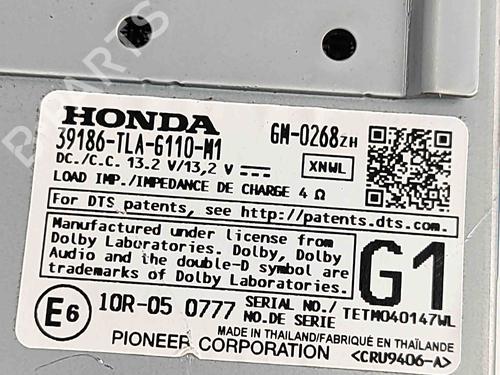 HONDA
39186-TLA-G110-M1
GM-0268ZH
DC./C.C. 13.2 V/13,2 V
XNWL
LOAD IMP./IMPEDANCE DE CHARGE 4 Ω
For DTS patents, see http://patents.dts.com.
Manufactured under license from
Dolby Laboratories. Dolby, Dolby
Audio and the double-D symbol are
trademarks of Dolby Laboratories.
G1
E6
10R-05 0777
SERIAL NO./
NO.DE SERIE
TETM040147WL
MADE IN THAILAND/FABRIQUÉ EN THAÏLANDE
PIONEER CORPORATION
<CRU9406-A>